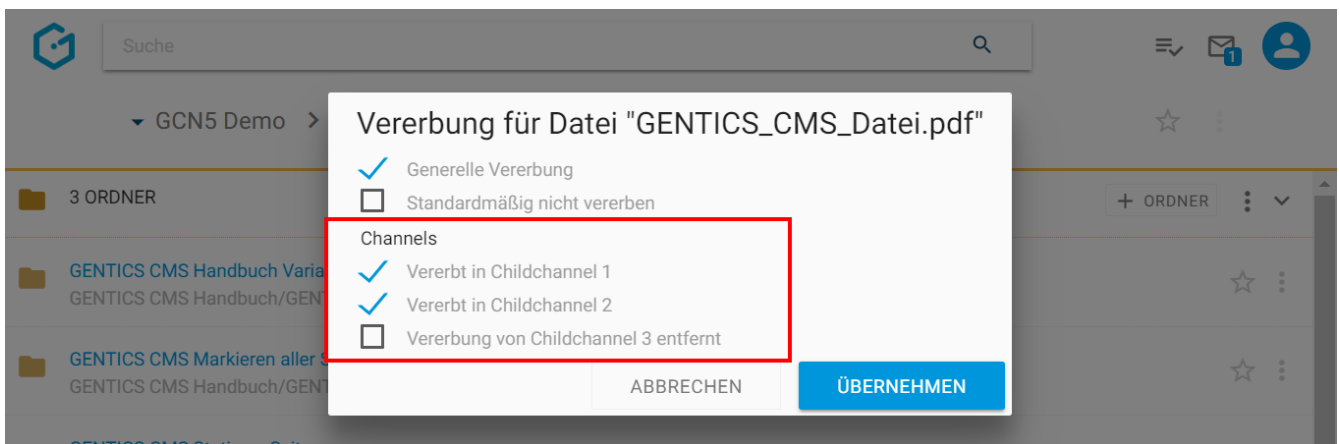 Suche
1
GCN5 Demo
Vererbung für Datei "GENTICS_CMS_Datei.pdf"
Generelle Vererbung
3 ORDNER
Standardmäßig nicht vererben
+ ORDNER
Channels
GENTICS CMS Handbuch Varia
Vererbt in Childchannel 1
GENTICS CMS Handbuch/GENT
Vererbt in Childchannel 2
Vererbung von Childchannel 3 entfernt
GENTICS CMS Markieren aller S
GENTICS CMS Handbuch/GENT
ABBRECHEN
ÜBERNEHMEN